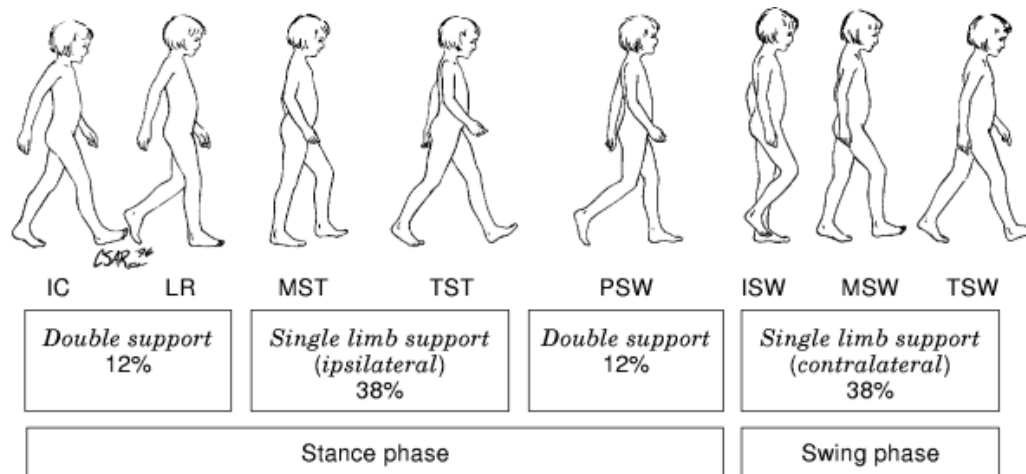 IC LR MST TST PSW ISW MSW TSW
Double support
12%
Single limb support
(ipsilateral)
38%
Double support
12%
Single limb support
(contralateral)
38%
Stance phase
Swing phase